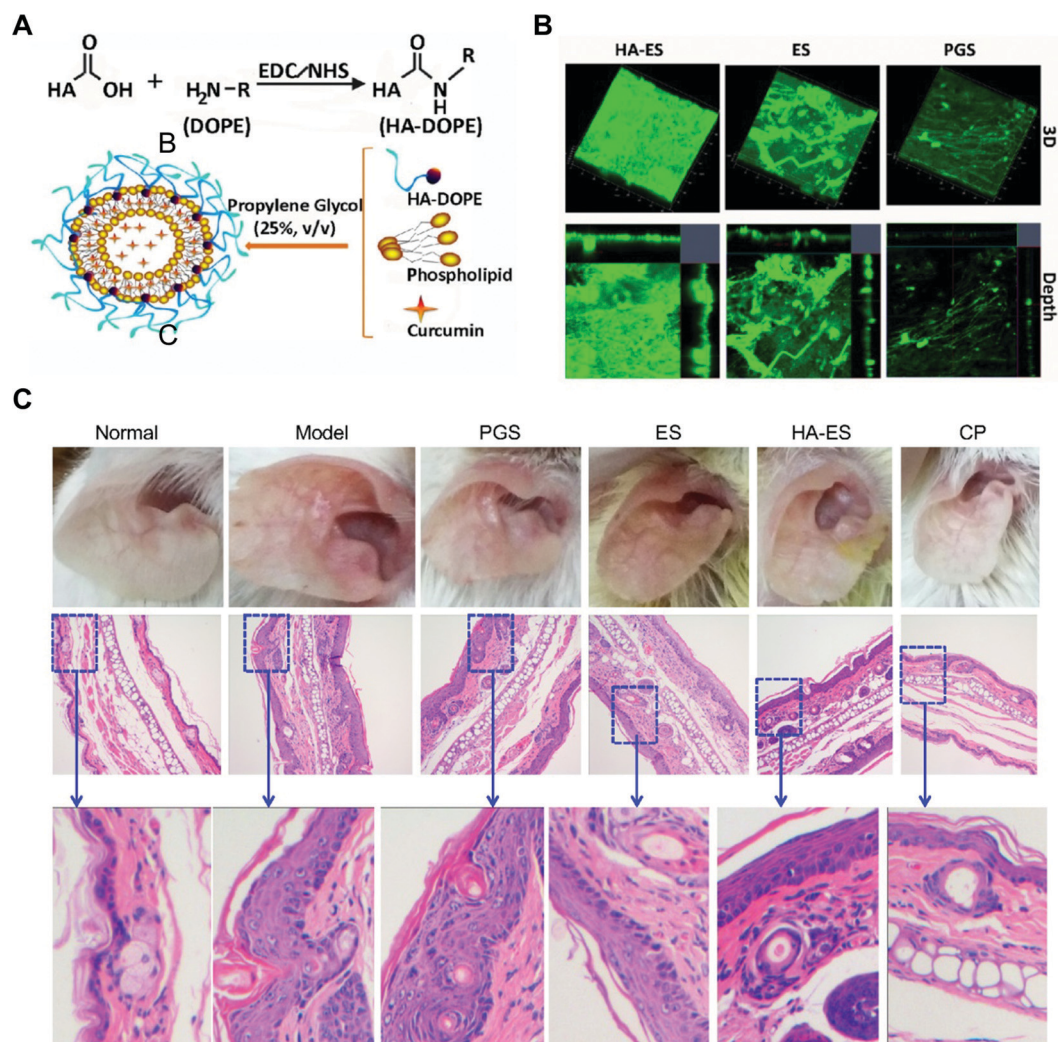 A
O
HA
OH
+
H₂N−R
(DOPE)
EDC/NHS
O
HA
N
H
R
(HA-DOPE)
B
C
Propylene Glycol
(25%, v/v)
HA-DOPE
Phospholipid
Curcumin
B
HA-ES
ES
PGS
3D
Depth
C
Normal
Model
PGS
ES
HA-ES
CP